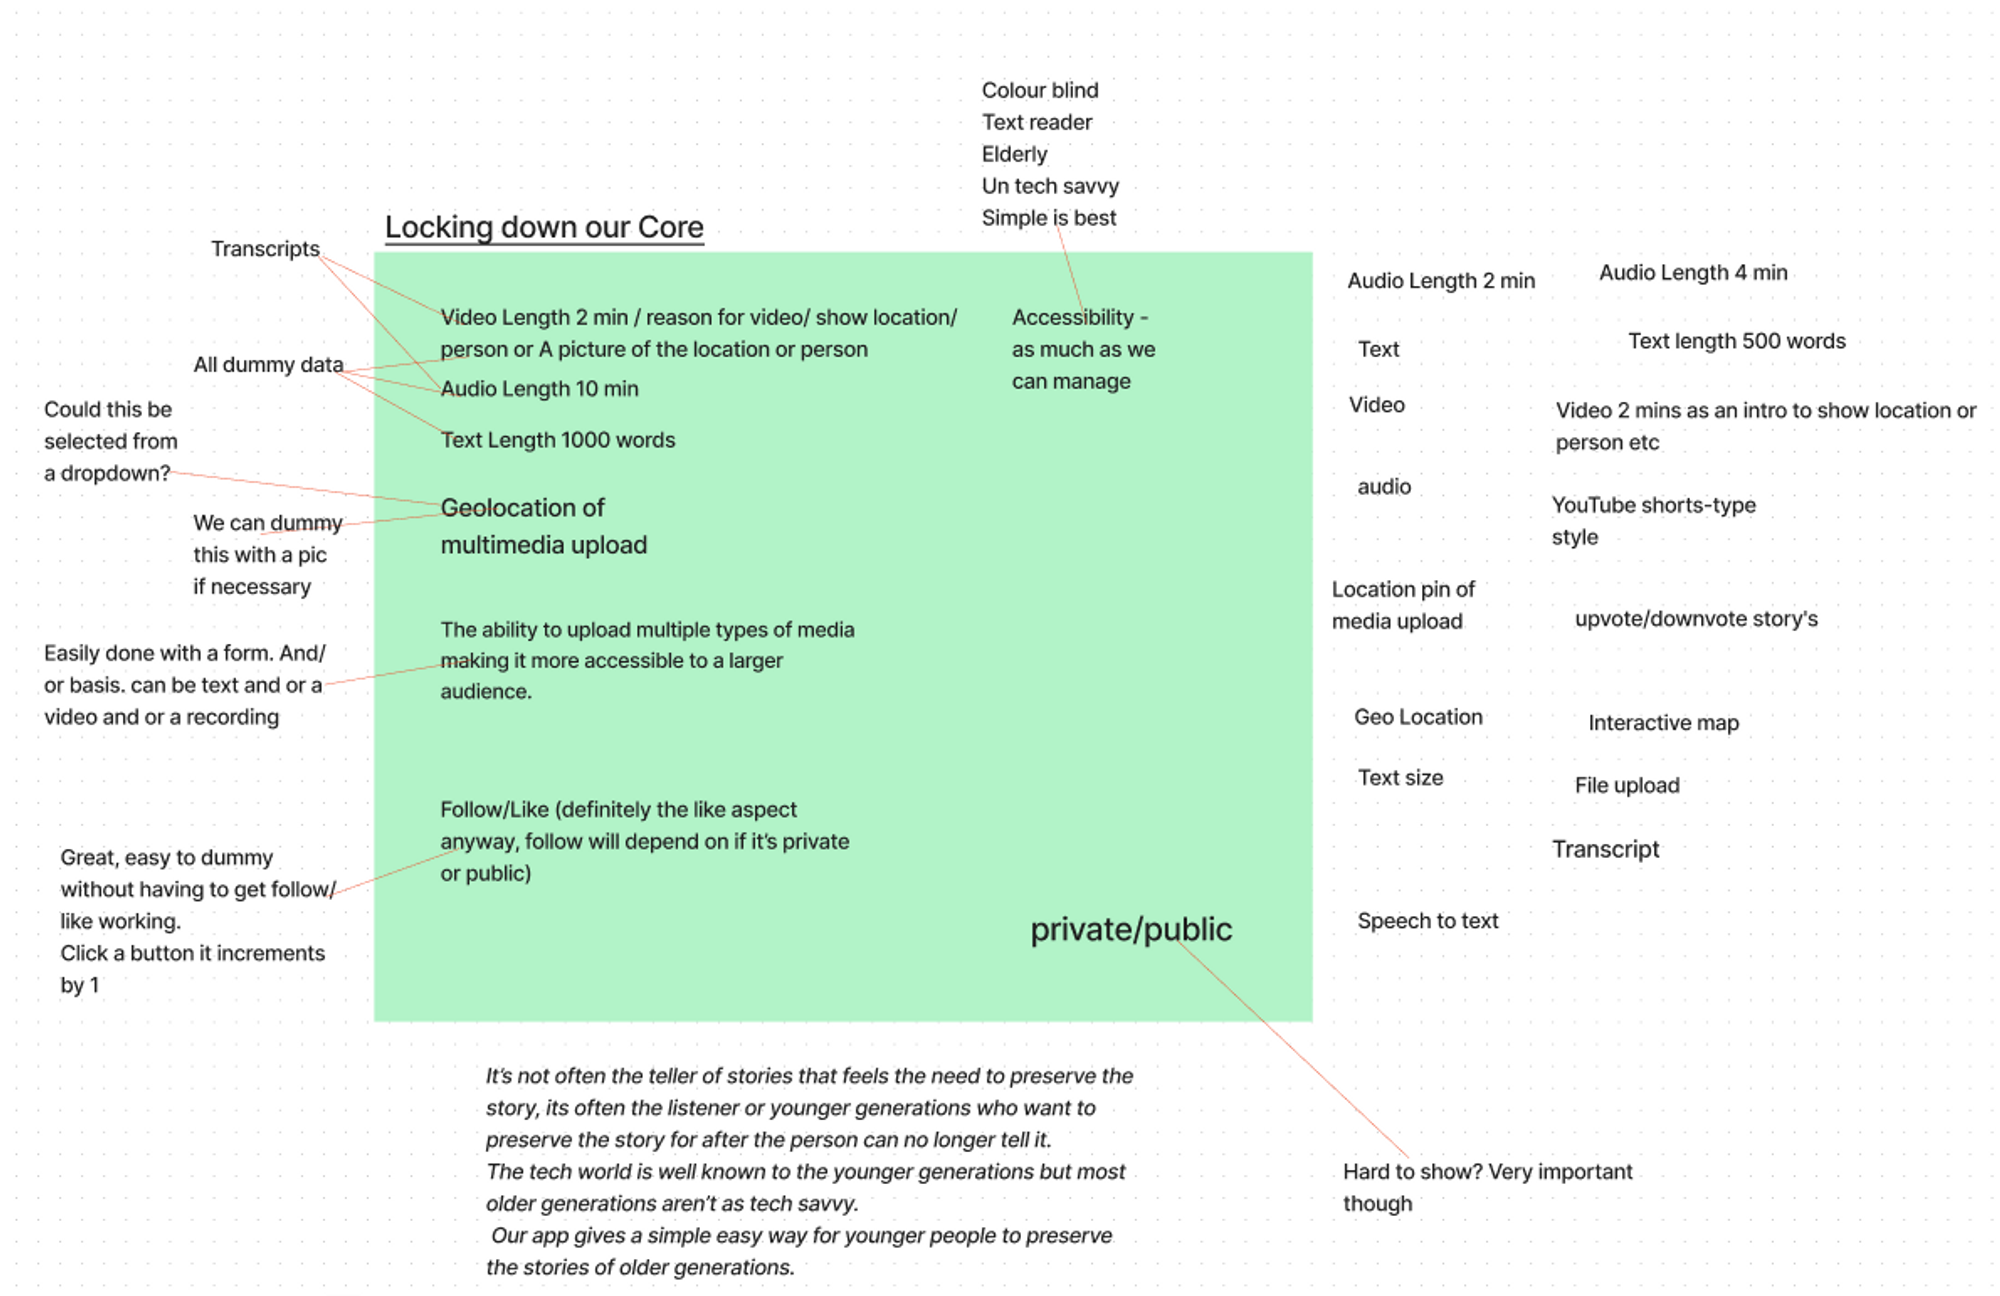 Colour blind
Text reader
Elderly
Un tech savvy
Simple is best
Locking down our Core
Transcripts
All dummy data
Could this be
selected from
a dropdown?
We can dummy
this with a pic
if necessary
Easily done with a form. And/
or basis. can be text and or a
video and or a recording
Great, easy to dummy
without having to get follow/
like working.
Click a button it increments
by 1
Video Length 2 min / reason for video/ show location/
person or A picture of the location or person
Audio Length 10 min
Text Length 1000 words
Geolocation of
multimedia upload
The ability to upload multiple types of media
making it more accessible to a larger
audience.
Follow/Like (definitely the like aspect
anyway, follow will depend on if it’s private
or public)
Accessibility -
as much as we
can manage
private/public
Audio Length 2 min
Text
Video
audio
Location pin of
media upload
Geo Location
Text size
Speech to text
Audio Length 4 min
Text length 500 words
Video 2 mins as an intro to show location or
person etc
YouTube shorts-type
style
upvote/downvote story's
Interactive map
File upload
Transcript
Hard to show? Very important
though
It’s not often the teller of stories that feels the need to preserve the
story, its often the listener or younger generations who want to
preserve the story for after the person can no longer tell it.
The tech world is well known to the younger generations but most
older generations aren’t as tech savvy.
Our app gives a simple easy way for younger people to preserve
the stories of older generations.